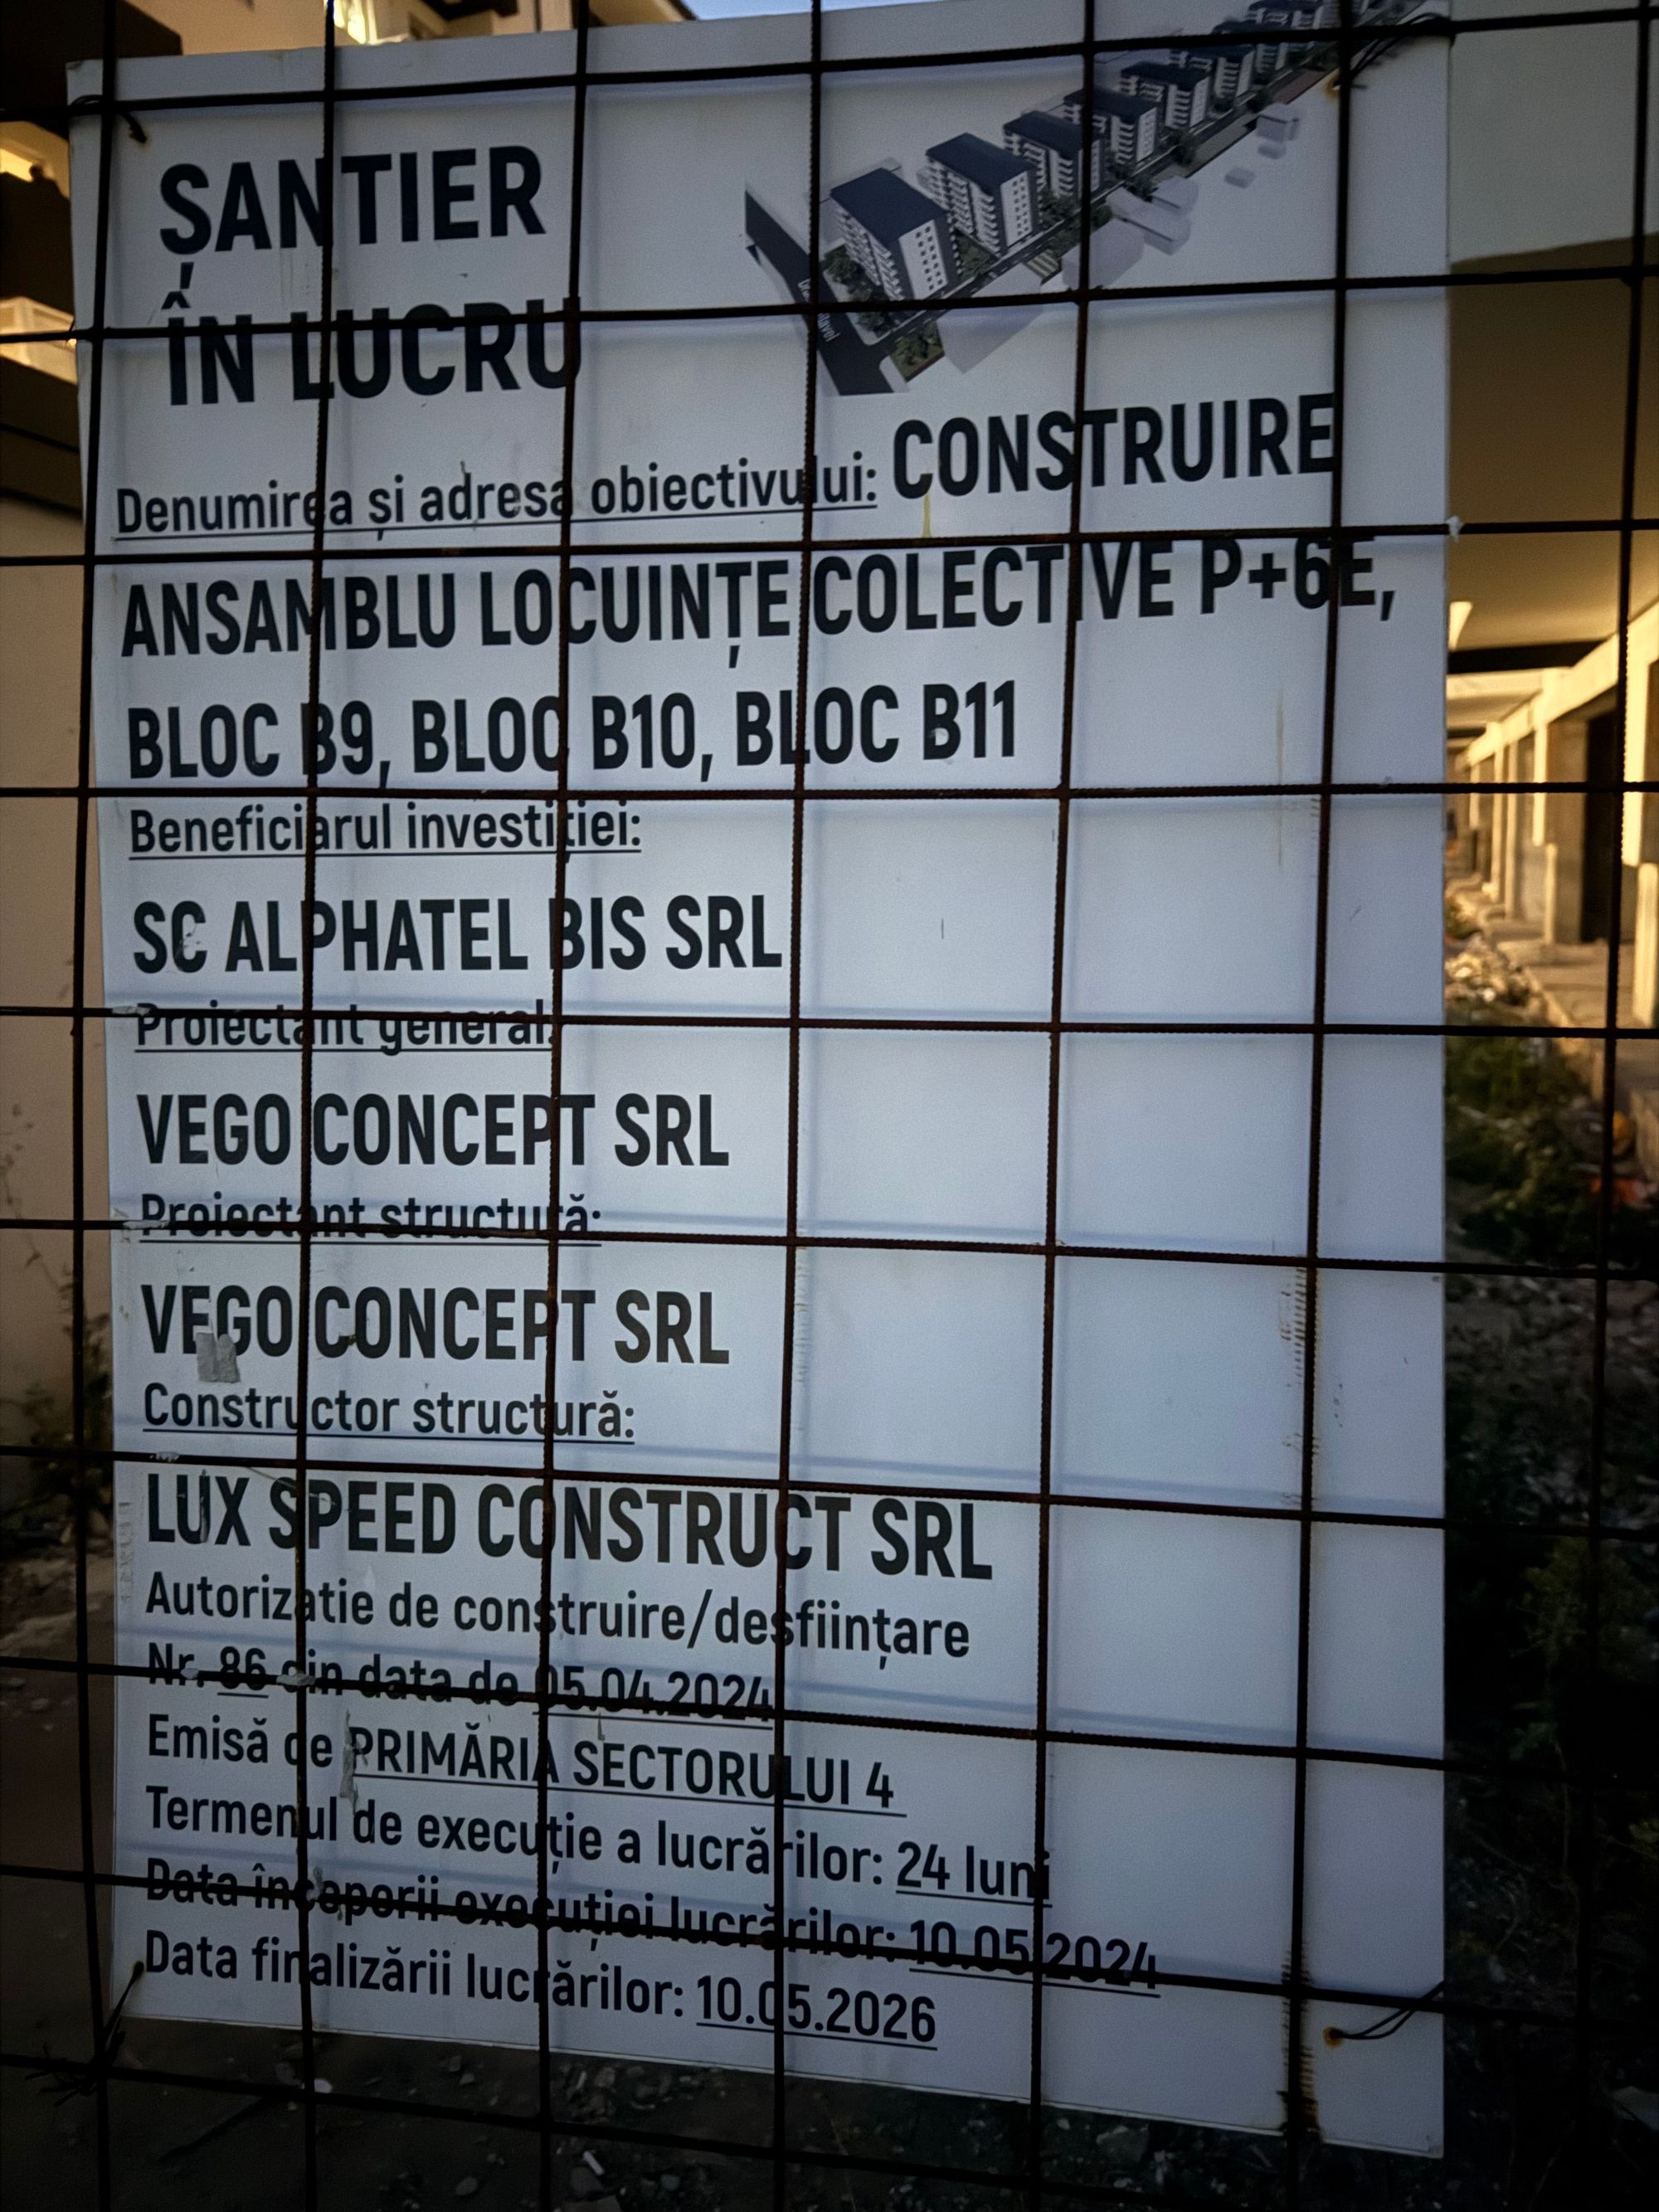 ȘANTIER
ÎN LUCRU
Denumirea și adresa obiectivului: CONSTRUIRE
ANSAMBLU LOCUINȚE COLECTIVE P+6E,
BLOC B9, BLOC B10, BLOC B11
Beneficiarul investiției:
SC ALPHATEL BIS SRL
Proiectant general:
VEGO CONCEPT SRL
Proiectant structură:
VEGO CONCEPT SRL
Constructor structură:
LUX SPEED CONSTRUCT SRL
Autorizatie de construire/desființare
Nr. 86 din data de 05.04.2024
Emisă de PRIMĂRIA SECTORULUI 4
Termenul de execuție a lucrărilor: 24 luni
Data începerii execuției lucrărilor: 10.05.2024
Data finalizării lucrărilor: 10.05.2026